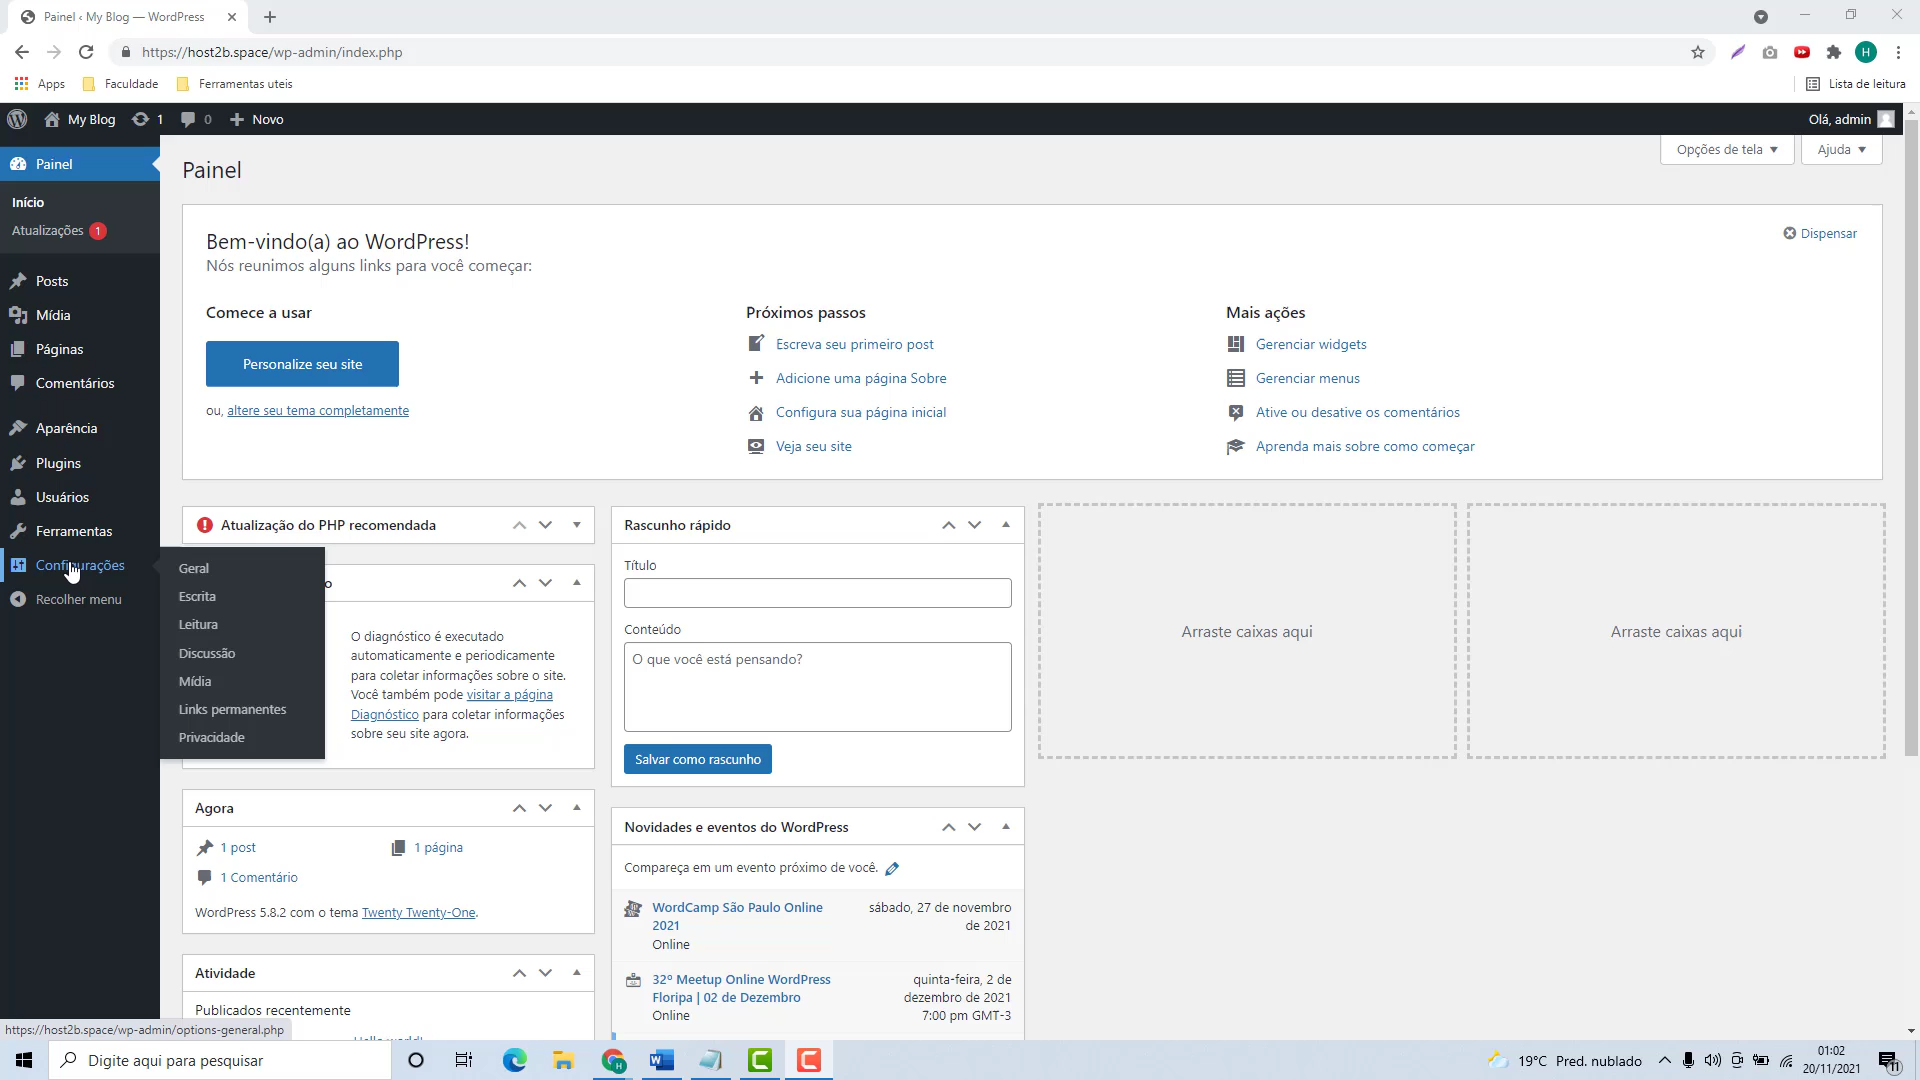 Painel ‹ My Blog — WordPress
https://host2b.space/wp-admin/index.php
H
Apps
Faculdade
Ferramentas uteis
Lista de leitura
My Blog
1
0
Novo
Olá, admin
Painel
Início
Atualizações 1
Posts
Mídia
Páginas
Comentários
Aparência
Plugins
Usuários
Ferramentas
Configurações
Recolher menu
Geral
Escrita
Leitura
Discussão
Mídia
Links permanentes
Privacidade
Painel
Opções de tela
Ajuda
Bem-vindo(a) ao WordPress!
Nós reunimos alguns links para você começar:
Dispensar
Comece a usar
Personalize seu site
ou, altere seu tema completamente
Próximos passos
Escreva seu primeiro post
Adicione uma página Sobre
Configura sua página inicial
Veja seu site
Mais ações
Gerenciar widgets
Gerenciar menus
Ative ou desative os comentários
Aprenda mais sobre como começar
Atualização do PHP recomendada
o
O diagnóstico é executado
automaticamente e periodicamente
para coletar informações sobre o site.
Você também pode visitar a página
Diagnóstico para coletar informações
sobre seu site agora.
Agora
1 post
1 página
1 Comentário
WordPress 5.8.2 com o tema Twenty Twenty-One.
Atividade
Publicados recentemente
Hello world!
Rascunho rápido
Título
Conteúdo
O que você está pensando?
Salvar como rascunho
Novidades e eventos do WordPress
Compareça em um evento próximo de você.
WordCamp São Paulo Online
2021
Online
sábado, 27 de novembro
de 2021
32º Meetup Online WordPress
Floripa | 02 de Dezembro
Online
quinta-feira, 2 de
dezembro de 2021
7:00 pm GMT-3
Arraste caixas aqui
Arraste caixas aqui
https://host2b.space/wp-admin/options-general.php
Digite aqui para pesquisar
19°C Pred. nublado
01:02
20/11/2021
11